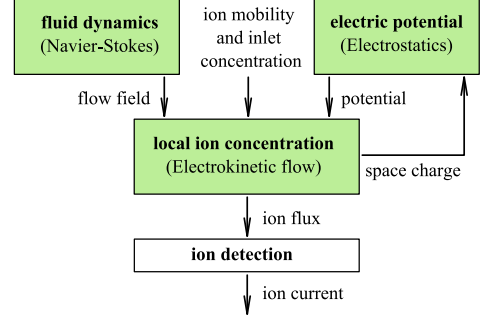 fluid dynamics
(Navier-Stokes)
ion mobility
and inlet
concentration
electric potential
(Electrostatics)
flow field
potential
local ion concentration
(Electrokinetic flow)
space charge
ion flux
ion detection
ion current